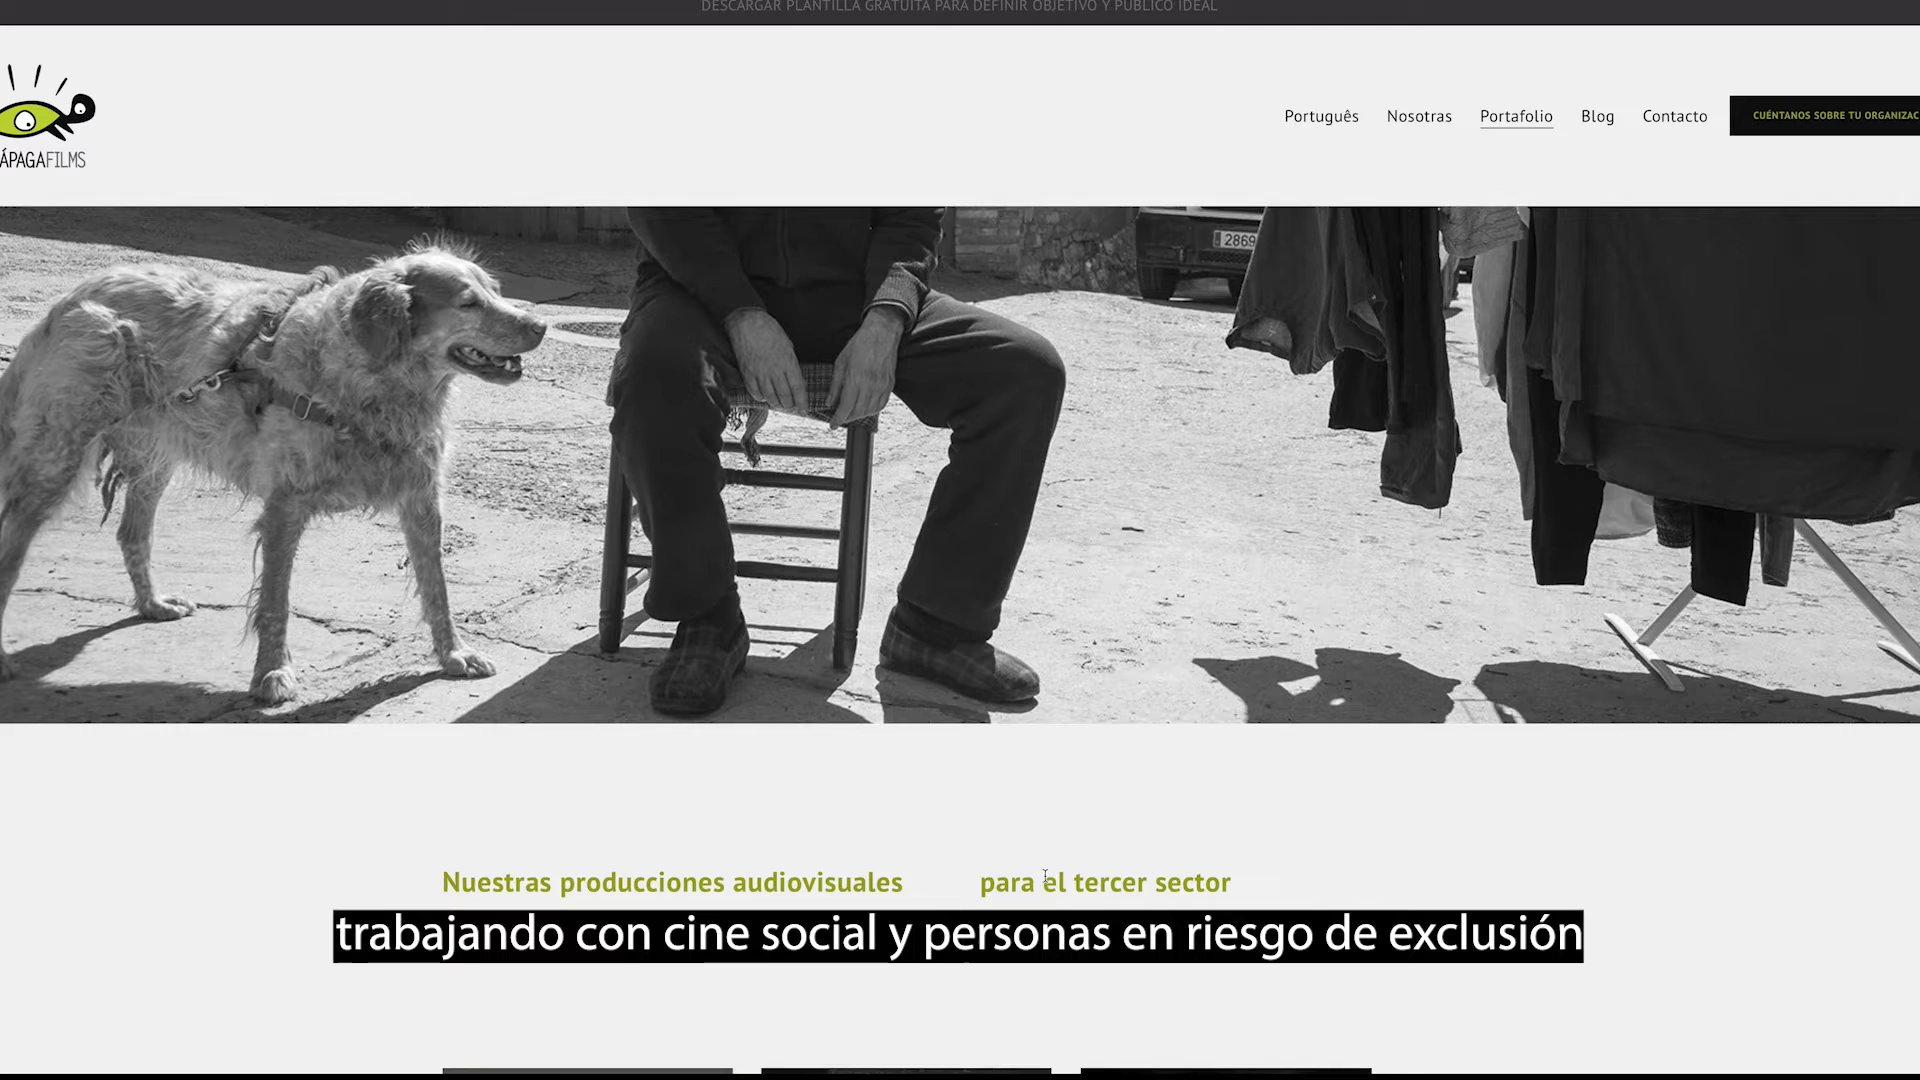 DESCARGAR PLANTILLA GRATUITA PARA DEFINIR OBJETIVO Y PÚBLICO IDEAL
Português Nosotras Portafolio Blog Contacto CUÉNTANOS SOBRE TU ORGANIZAC
ÁPAGAFILMS
2869
Nuestras producciones audiovisuales para el tercer sector
trabajando con cine social y personas en riesgo de exclusión